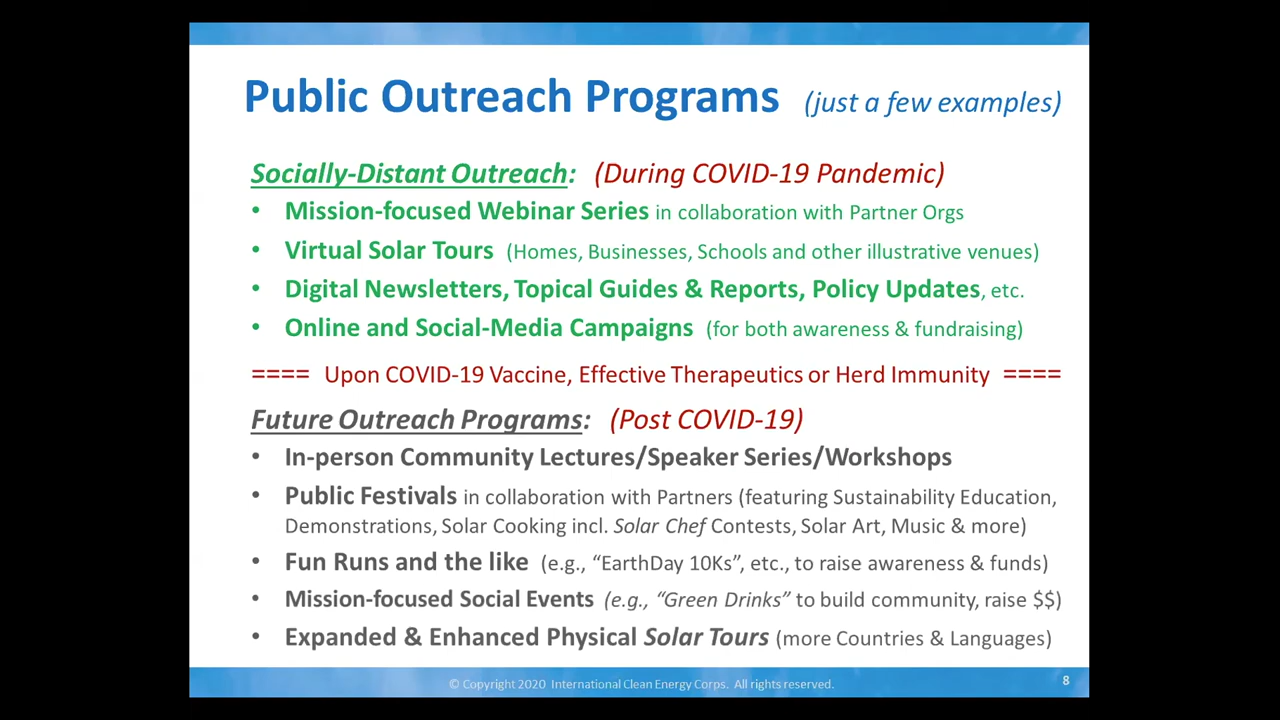 Public Outreach Programs (just a few examples)
Socially-Distant Outreach: (During COVID-19 Pandemic)
• Mission-focused Webinar Series in collaboration with Partner Orgs
• Virtual Solar Tours (Homes, Businesses, Schools and other illustrative venues)
• Digital Newsletters, Topical Guides & Reports, Policy Updates, etc.
• Online and Social-Media Campaigns (for both awareness & fundraising)
==== Upon COVID-19 Vaccine, Effective Therapeutics or Herd Immunity ====
Future Outreach Programs: (Post COVID-19)
• In-person Community Lectures/Speaker Series/Workshops
• Public Festivals in collaboration with Partners (featuring Sustainability Education,
Demonstrations, Solar Cooking incl. Solar Chef Contests, Solar Art, Music & more)
• Fun Runs and the like (e.g., “EarthDay 10Ks”, etc., to raise awareness & funds)
• Mission-focused Social Events (e.g., “Green Drinks” to build community, raise $$)
• Expanded & Enhanced Physical Solar Tours (more Countries & Languages)
© Copyright 2020 International Clean Energy Corps. All rights reserved.
8